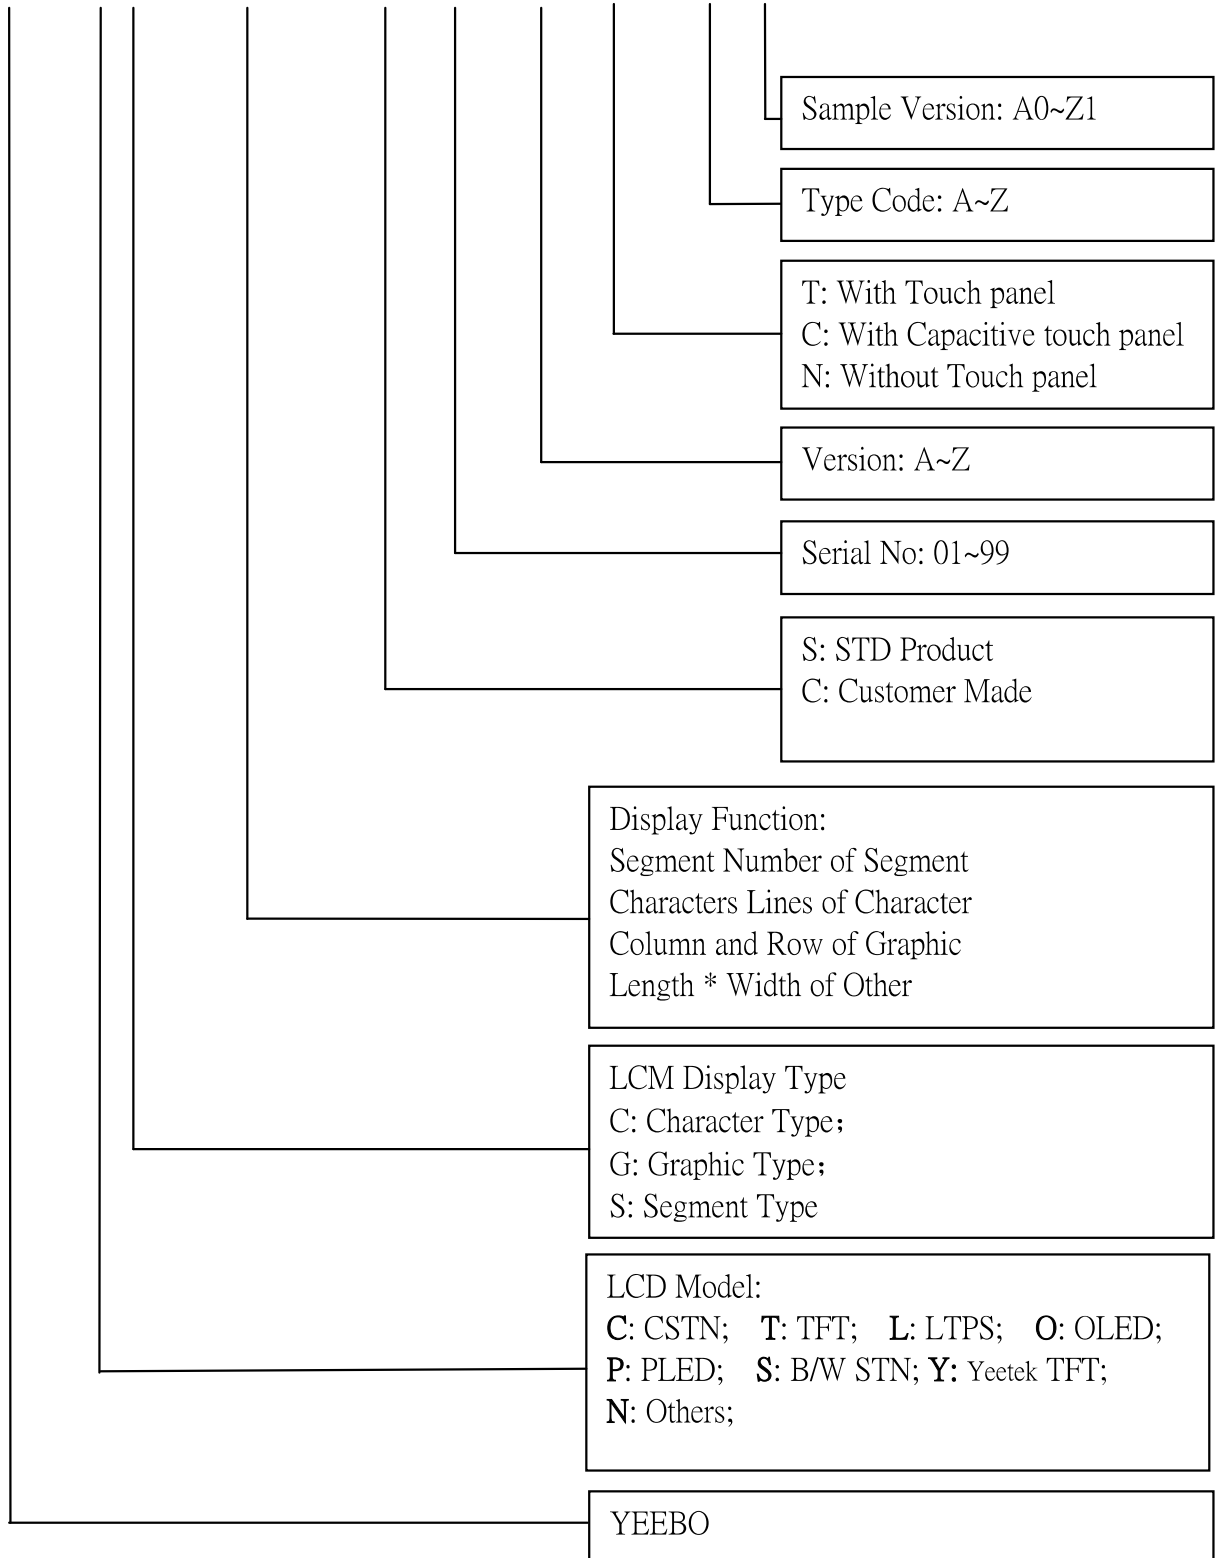 Sample Version: A0~Z1
Type Code: A~Z
T: With Touch panel
C: With Capacitive touch panel
N: Without Touch panel
Version: A~Z
Serial No: 01~99
S: STD Product
C: Customer Made
Display Function:
Segment Number of Segment
Characters Lines of Character
Column and Row of Graphic
Length * Width of Other
LCM Display Type
C: Character Type；
G: Graphic Type；
S: Segment Type
LCD Model:
C: CSTN; T: TFT; L: LTPS; O: OLED;
P: PLED; S: B/W STN; Y: Yeetek TFT;
N: Others;
YEEBO